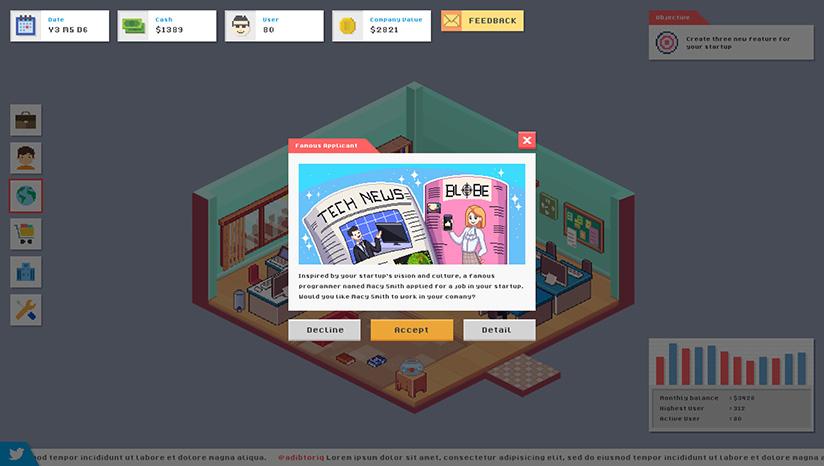 Date
Y3 M5 D6
Cash
$1389
User
80
Company Value
$2821
FEEDBACK
Objective
Create three new feature for
your startup
Famous Applicant
TECH NEWS
BLOBE
Inspired by your startup's vision and culture, a famous
programmer named Macy Smith applied for a job in your startup.
Would you like Macy Smith to work in your comany?
Decline
Accept
Detail
Monthly balance : $3420
Highest User : 312
Active User : 80
mod tempor incididunt ut labore et dolore magna aliqua. @adibtoriq Lorem ipsum dolor sit amet, consectetur adipisicing elit, sed do eiusmod tempor incididunt ut labore et dolore magna a